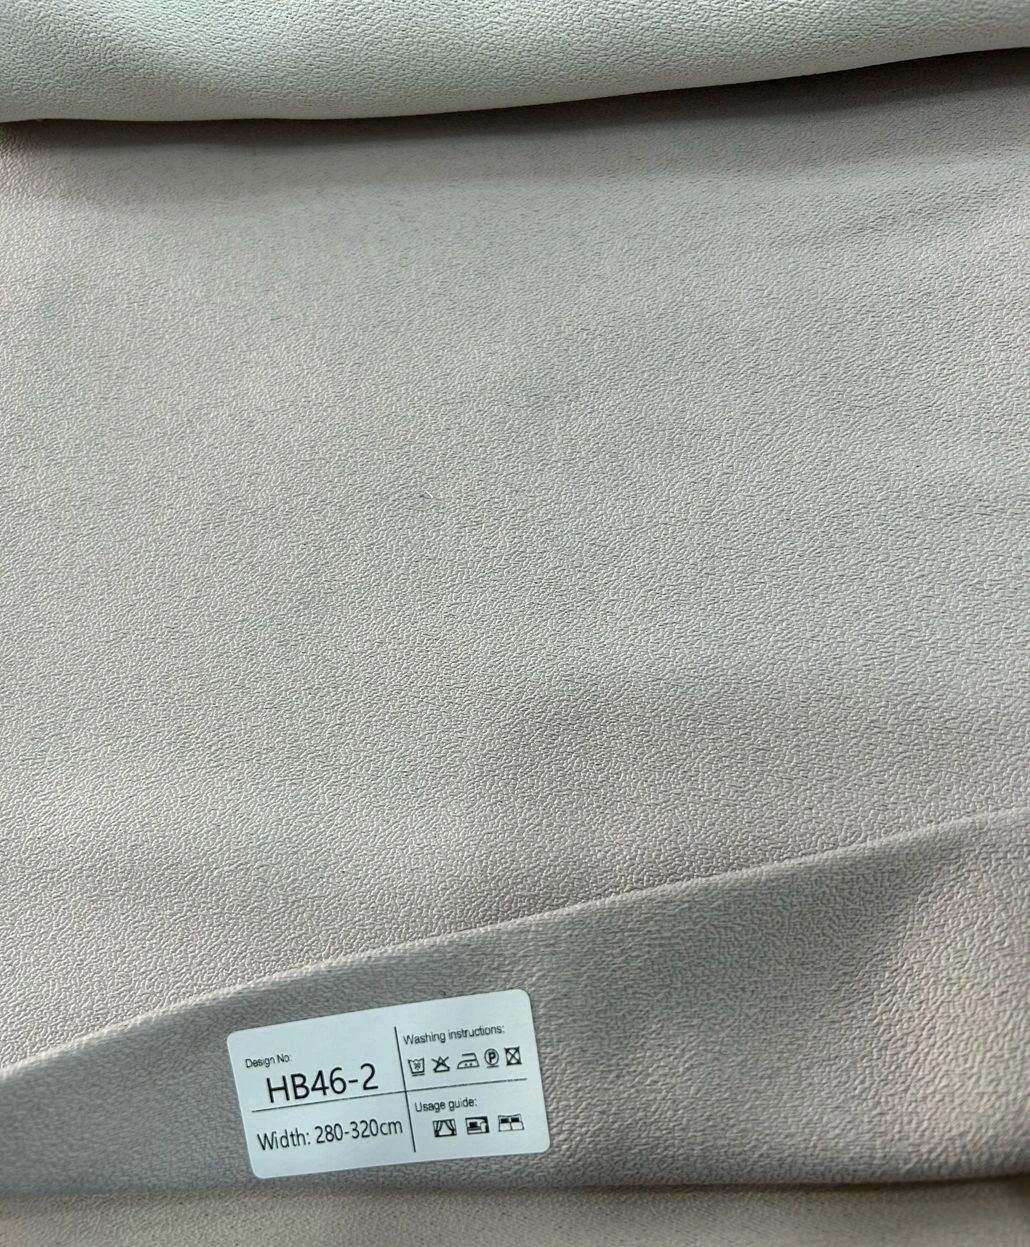 Design No:
HB46-2
Width: 280-320cm
Washing instructions:
P
Usage guide: